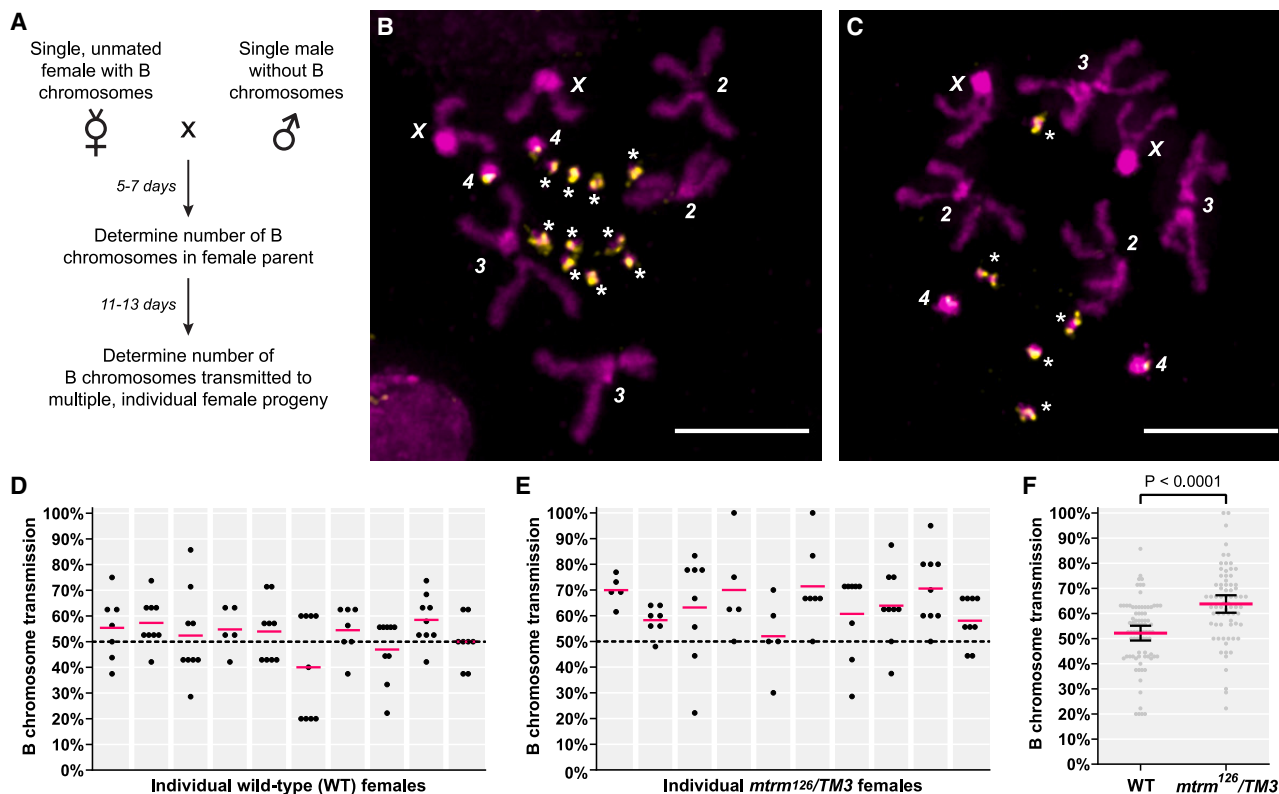 A
Single, unmated
female with B
chromosomes
Single male
without B
chromosomes
x
5-7 days
Determine number of B
chromosomes in female parent
11-13 days
Determine number of
B chromosomes transmitted to
multiple, individual female progeny
B
X
2
X
4
*
4
* * *
2
* * *
3
* * *
*
3
C
3
X
*
X
3
2
2
*
4
*
*
4
*
D
B chromosome transmission
100%
90%
80%
70%
60%
50%
40%
30%
20%
10%
0%
Individual wild-type (WT) females
E
B chromosome transmission
100%
90%
80%
70%
60%
50%
40%
30%
20%
10%
0%
Individual mtrm126/TM3 females
F
P < 0.0001
B chromosome transmission
100%
90%
80%
70%
60%
50%
40%
30%
20%
10%
0%
WT
mtrm126/TM3